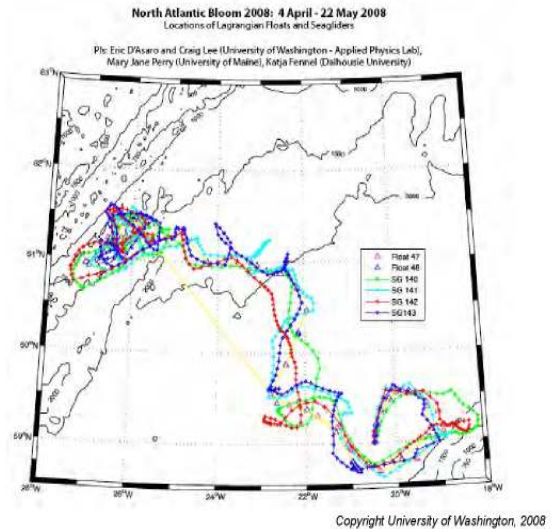 North Atlantic Bloom 2008: 4 April - 22 May 2008
Locations of Lagrangian Floats and Seagliders
PIs: Eric D'Asaro and Craig Lee (University of Washington - Applied Physics Lab),
Mary Jane Perry (University of Maine), Katja Fennel (Dalhousie University)
63°N
62°N
61°N
60°N
59°N
Float 47
Float 48
SG 140
SG 141
SG 142
SG143
28°W
26°W
24°W
22°W
20°W
18°W
Copyright University of Washington, 2008